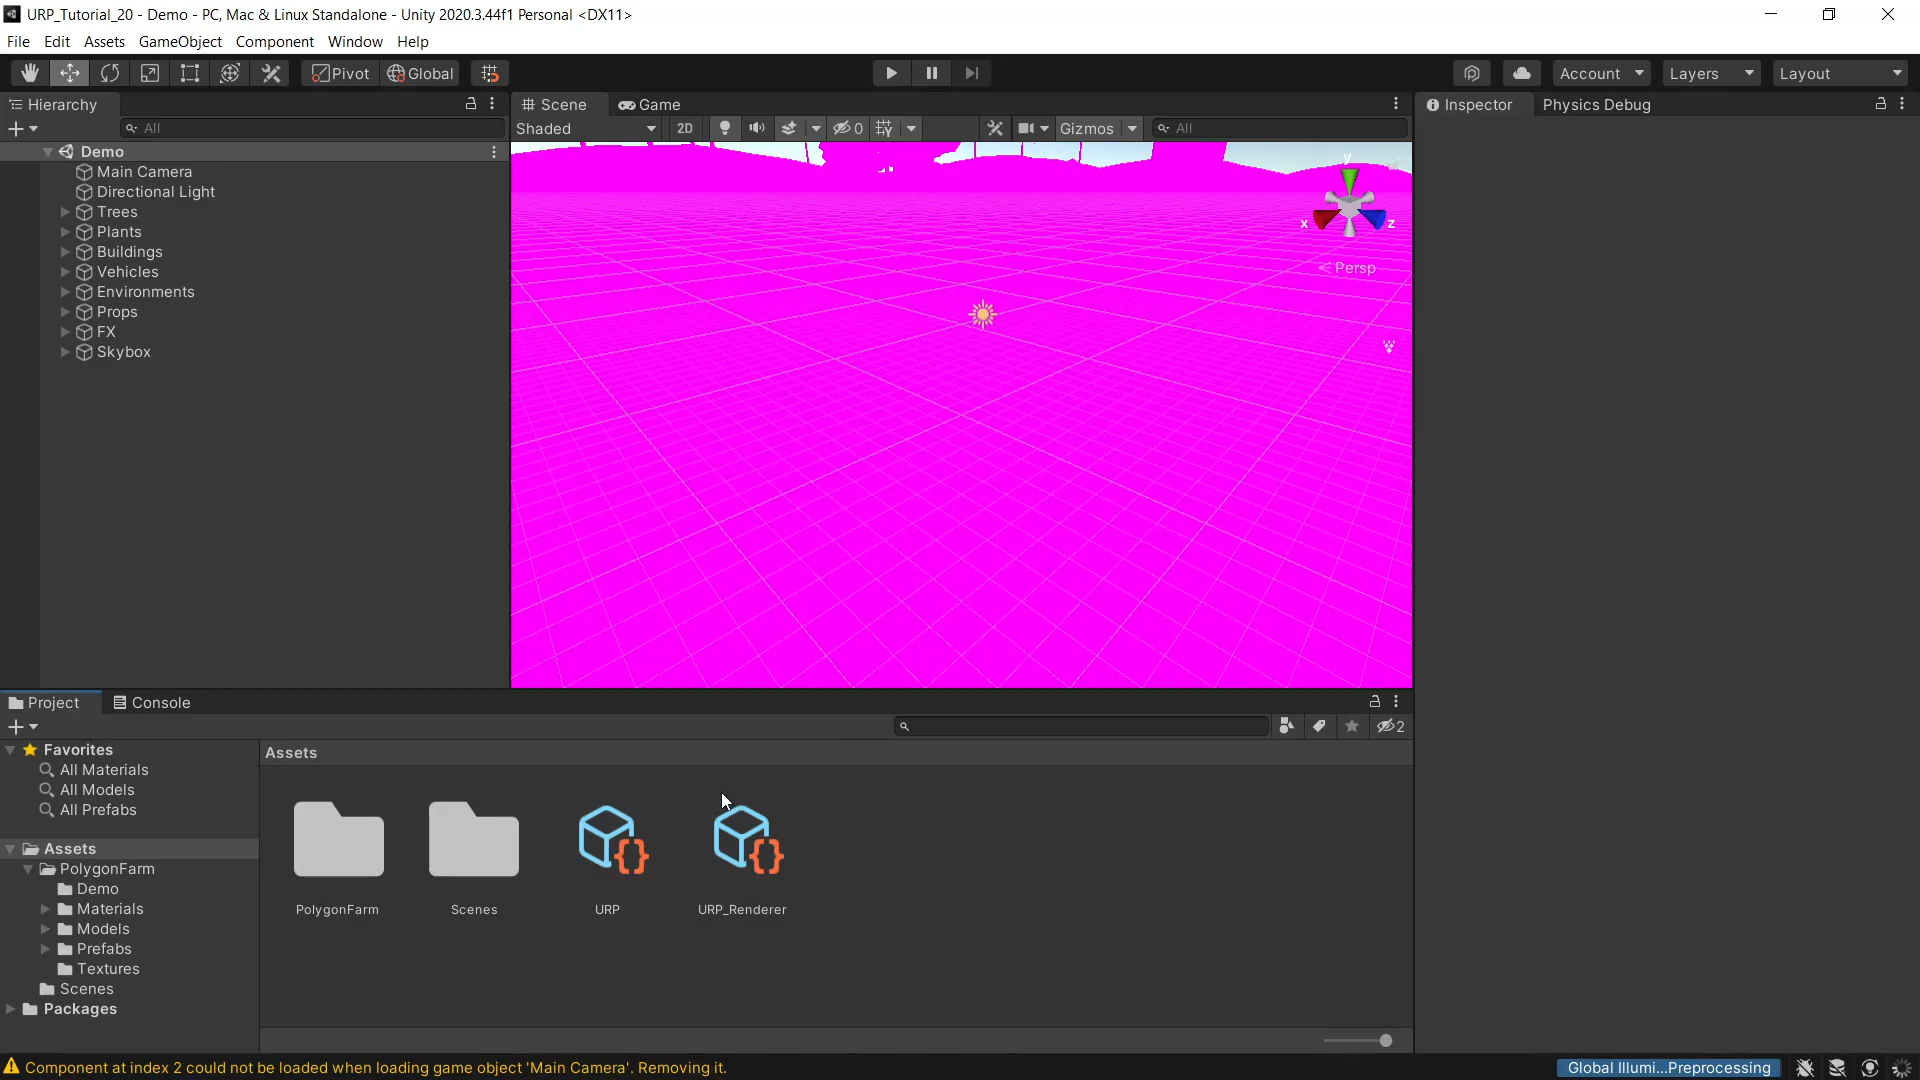 URP_Tutorial_20 - Demo - PC, Mac & Linux Standalone - Unity 2020.3.44f1 Personal <DX11>
File Edit Assets GameObject Component Window Help
Pivot Global Account Layers Layout
Hierarchy
All
Demo
Main Camera
Directional Light
Trees
Plants
Buildings
Vehicles
Environments
Props
FX
Skybox
Scene Game
Shaded 2D 0 Gizmos All
y
x z
Persp
Inspector Physics Debug
Project Console
2
Favorites
All Materials
All Models
All Prefabs
Assets
PolygonFarm
Demo
Materials
Models
Prefabs
Textures
Scenes
Packages
Assets
PolygonFarm Scenes URP URP_Renderer
Component at index 2 could not be loaded when loading game object 'Main Camera'. Removing it.
Global Illumi...Preprocessing